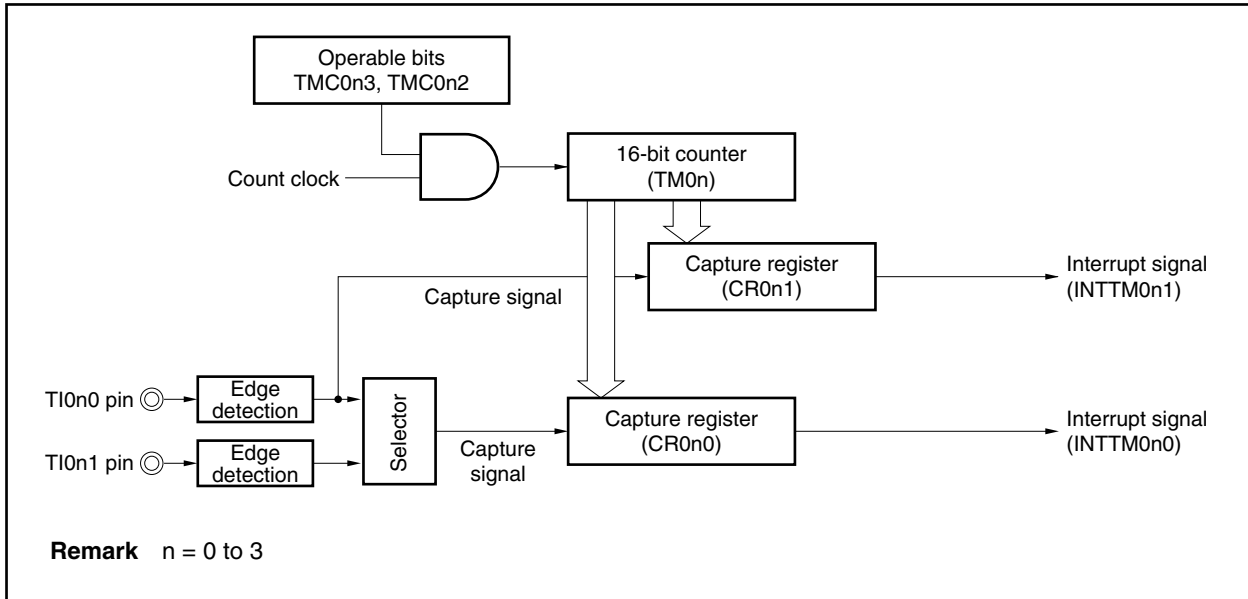 Operable bits
TMC0n3, TMC0n2
Count clock
16-bit counter
(TM0n)
Capture register
(CR0n1)
Interrupt signal
(INTTM0n1)
Capture signal
TI0n0 pin
Edge
detection
Selector
Capture register
(CR0n0)
Interrupt signal
(INTTM0n0)
TI0n1 pin
Edge
detection
Capture
signal
Remark n = 0 to 3